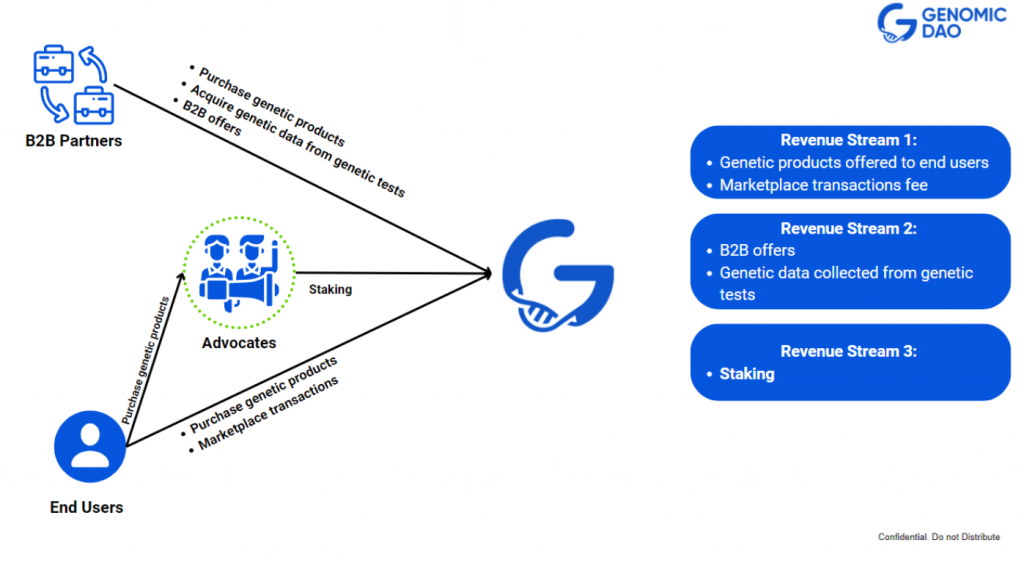 GENOMIC
DAO
B2B Partners
• Purchase genetic products
• Acquire genetic data from genetic tests
• B2B offers
Advocates
Staking
Purchase genetic products
• Purchase genetic products
• Marketplace transactions
End Users
Revenue Stream 1:
• Genetic products offered to end users
• Marketplace transactions fee
Revenue Stream 2:
• B2B offers
• Genetic data collected from genetic
tests
Revenue Stream 3:
• Staking
Confidential. Do not Distribute